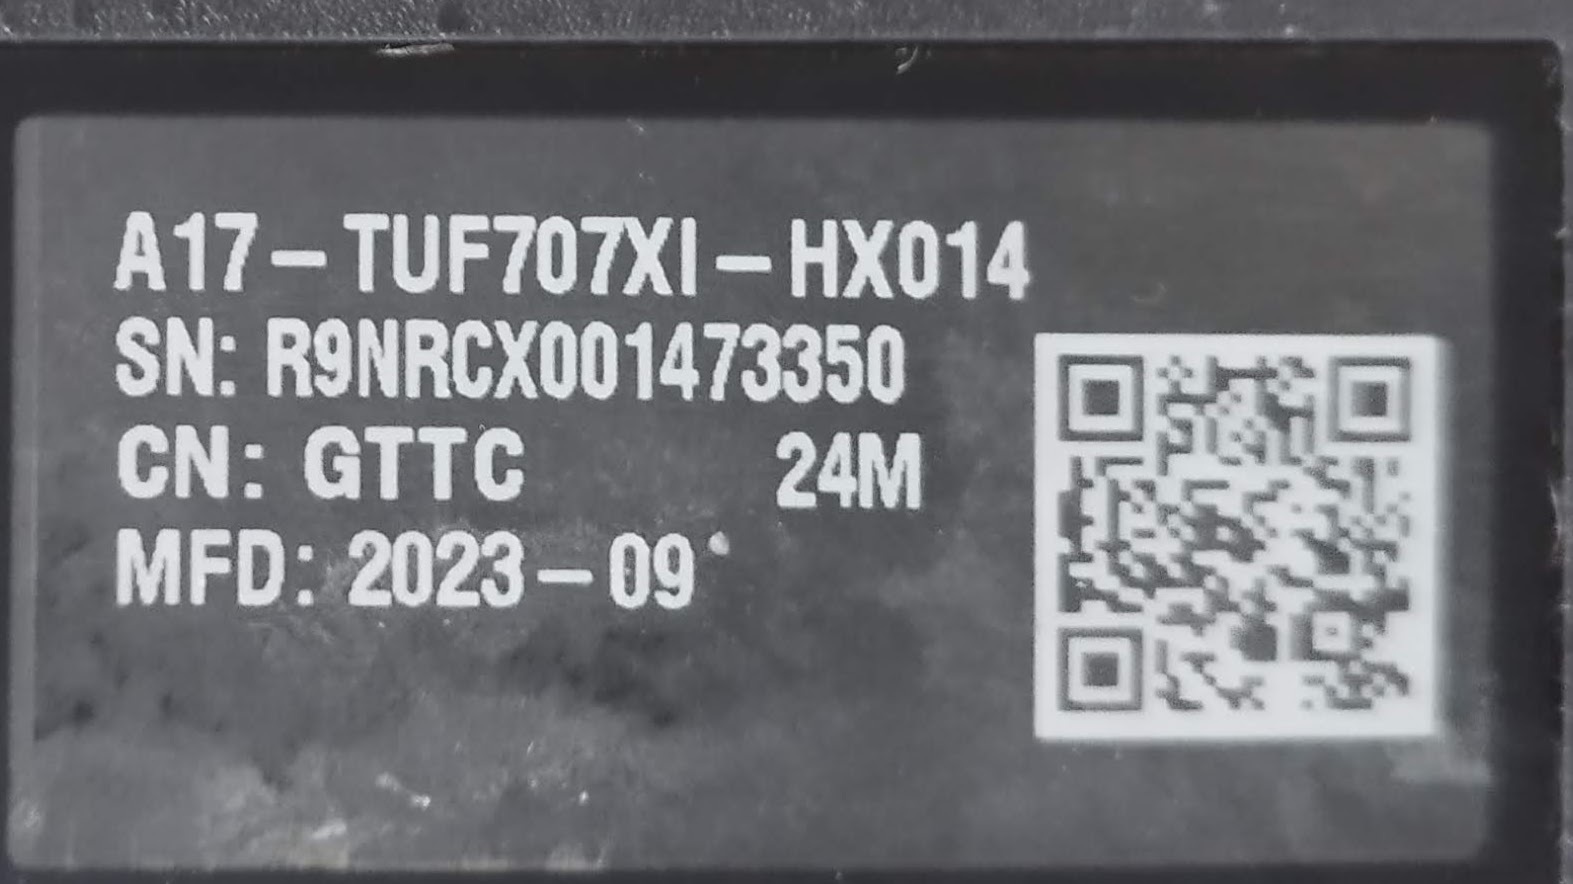 A17-TUF707XI-HX014
SN: R9NRCX001473350
CN: GTTC 24M
MFD: 2023-09